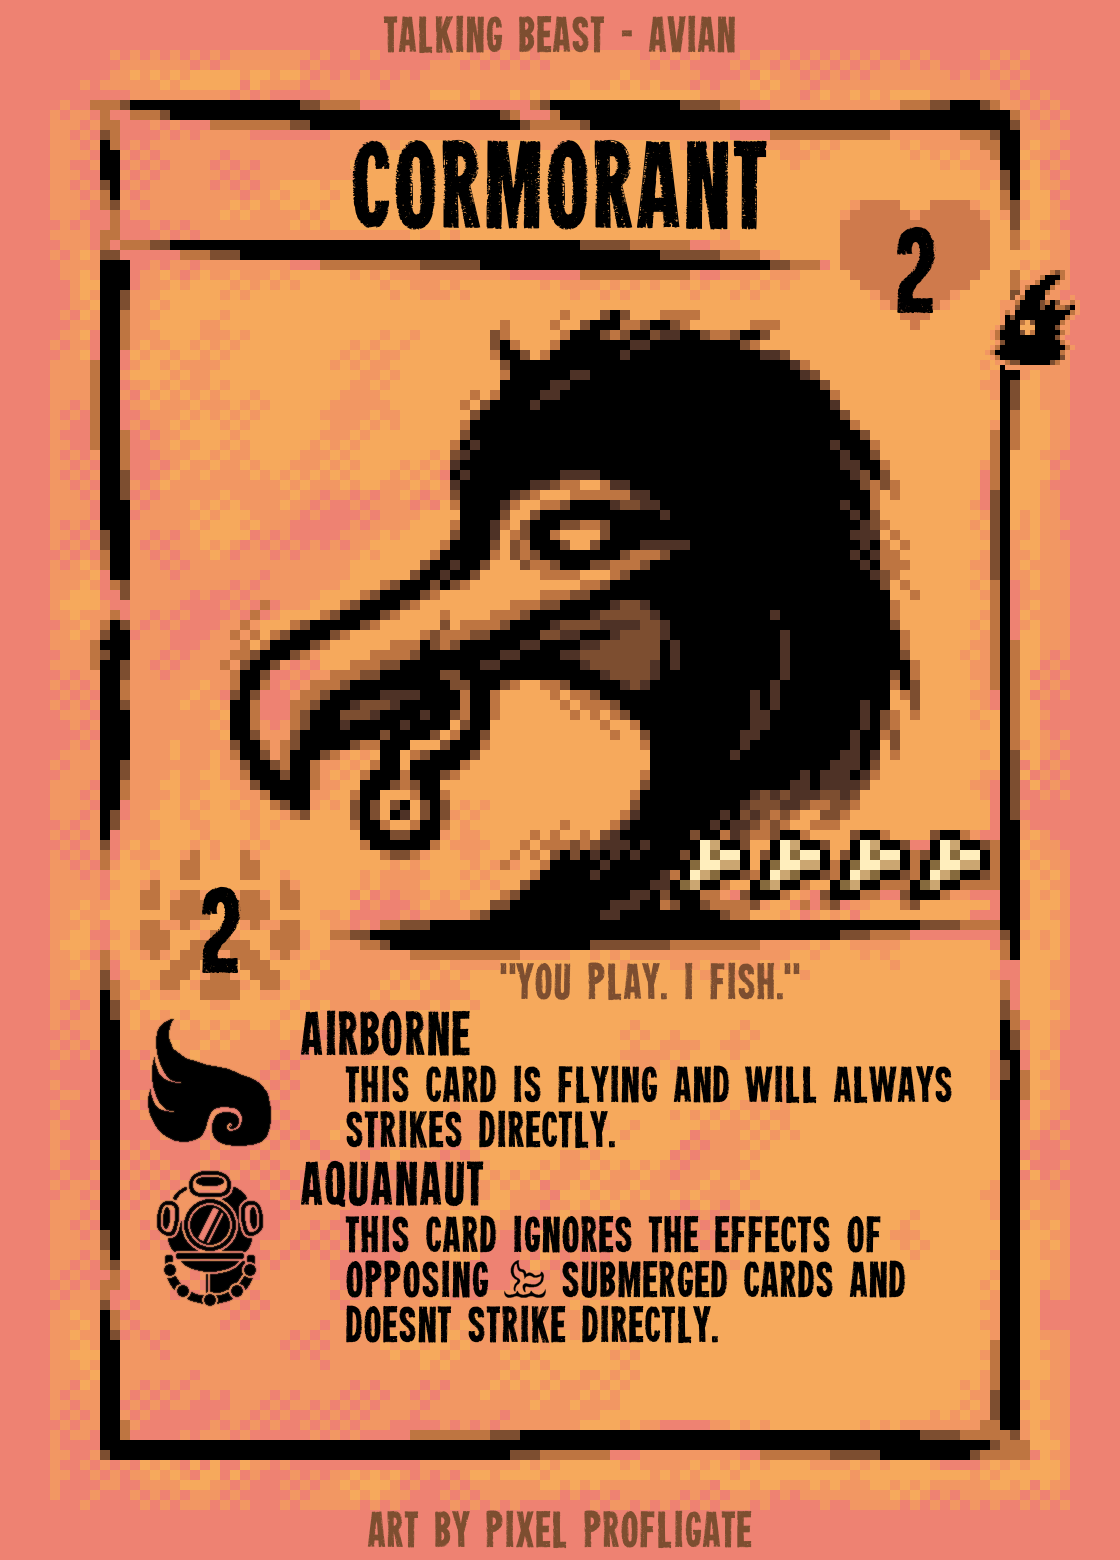 TALKING BEAST - AVIAN
CORMORANT
2
2
"YOU PLAY. I FISH."
AIRBORNE
THIS CARD IS FLYING AND WILL ALWAYS
STRIKES DIRECTLY.
AQUANAUT
THIS CARD IGNORES THE EFFECTS OF
OPPOSING SUBMERGED CARDS AND
DOESNT STRIKE DIRECTLY.
ART BY PIXEL PROFLIGATE